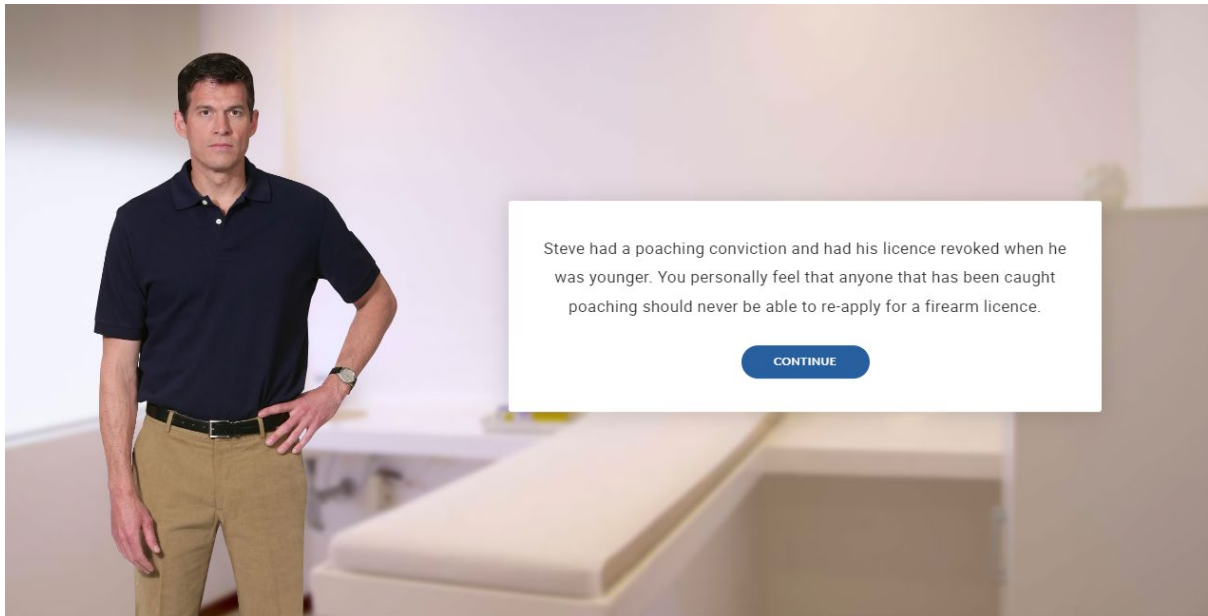 Steve had a poaching conviction and had his licence revoked when he
was younger. You personally feel that anyone that has been caught
poaching should never be able to re-apply for a firearm licence.
CONTINUE